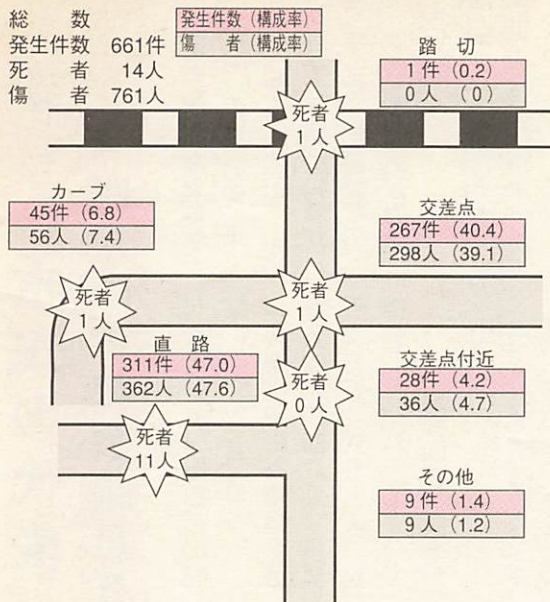 総数
発生件数 661件
死者 14人
傷者 761人
発生件数(構成率)
傷者(構成率)
踏切
1件(0.2)
0人(0)
死者
1人
カーブ
45件(6.8)
56人(7.4)
交差点
267件(40.4)
298人(39.1)
死者
1人
死者
1人
直路
311件(47.0)
362人(47.6)
交差点付近
28件(4.2)
36人(4.7)
死者
0人
死者
11人
その他
9件(1.4)
9人(1.2)